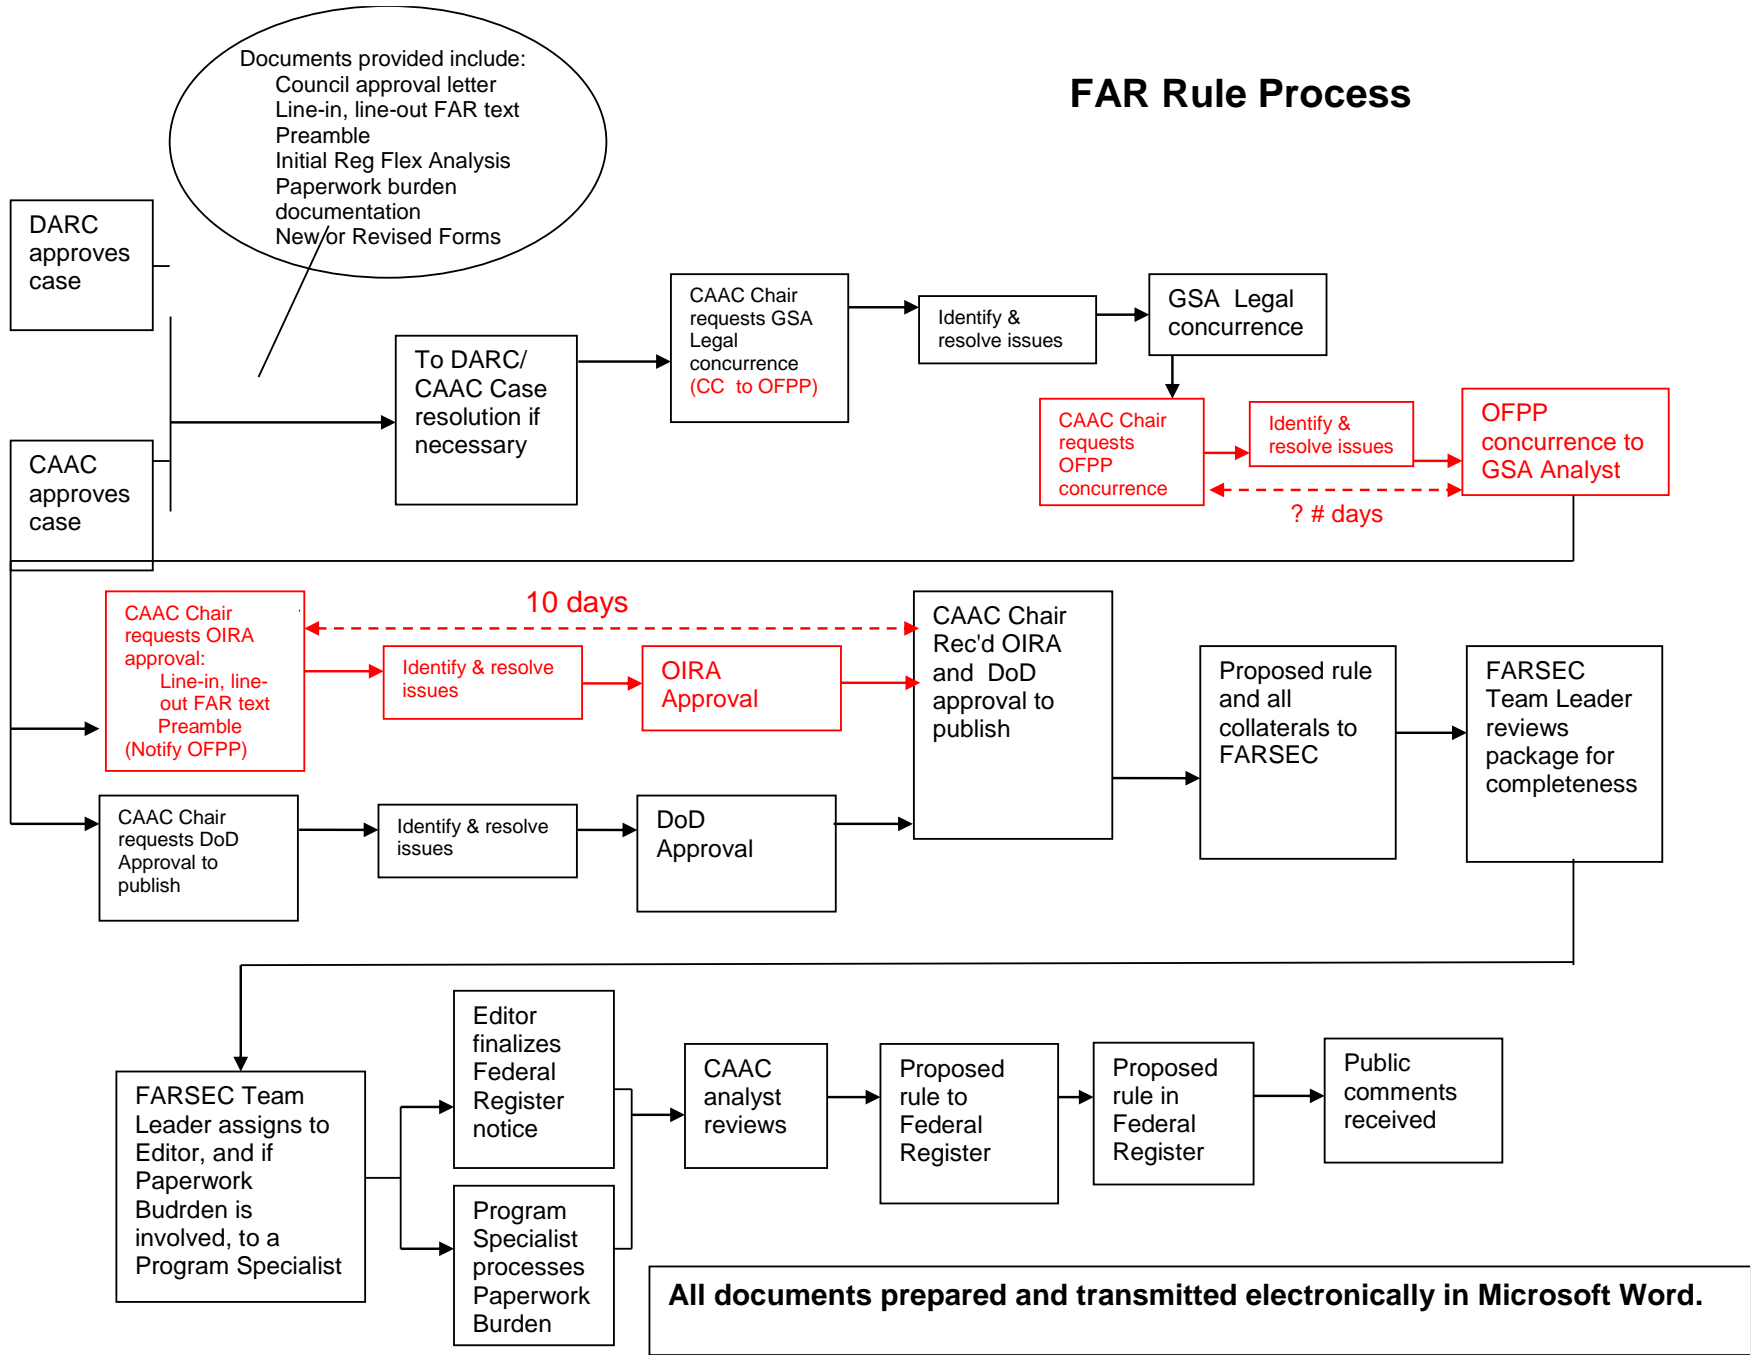 FAR Rule Process
Documents provided include:
Council approval letter
Line-in, line-out FAR text
Preamble
Initial Reg Flex Analysis
Paperwork burden
documentation
New or Revised Forms
DARC
approves
case
CAAC
approves
case
To DARC/
CAAC Case
resolution if
necessary
CAAC Chair
requests GSA
Legal
concurrence
(CC to OFPP)
Identify &
resolve issues
GSA Legal
concurrence
CAAC Chair
requests
OFPP
concurrence
Identify &
resolve issues
OFPP
concurrence to
GSA Analyst
? # days
CAAC Chair
requests OIRA
approval:
Line-in, line-
out FAR text
Preamble
(Notify OFPP)
10 days
Identify & resolve
issues
OIRA
Approval
CAAC Chair
Rec'd OIRA
and DoD
approval to
publish
Proposed rule
and all
collaterals to
FARSEC
FARSEC
Team Leader
reviews
package for
completeness
CAAC Chair
requests DoD
Approval to
publish
Identify & resolve
issues
DoD
Approval
FARSEC Team
Leader assigns to
Editor, and if
Paperwork
Budrden is
involved, to a
Program Specialist
Editor
finalizes
Federal
Register
notice
Program
Specialist
processes
Paperwork
Burden
CAAC
analyst
reviews
Proposed
rule to
Federal
Register
Proposed
rule in
Federal
Register
Public
comments
received
All documents prepared and transmitted electronically in Microsoft Word.